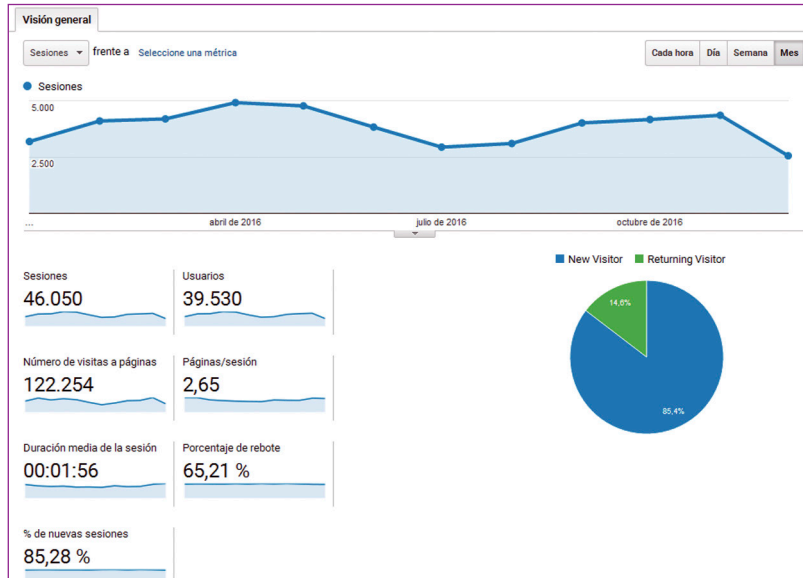 Visión general
Sesiones frente a Seleccione una métrica
Cada hora Día Semana Mes
Sesiones
5.000
2.500
... abril de 2016 julio de 2016 octubre de 2016
New Visitor Returning Visitor
Sesiones Usuarios
46.050 39.530
14,6%
Número de visitas a páginas Páginas/sesión
122.254 2,65
85,4%
Duración media de la sesión Porcentaje de rebote
00:01:56 65,21 %
% de nuevas sesiones
85,28 %